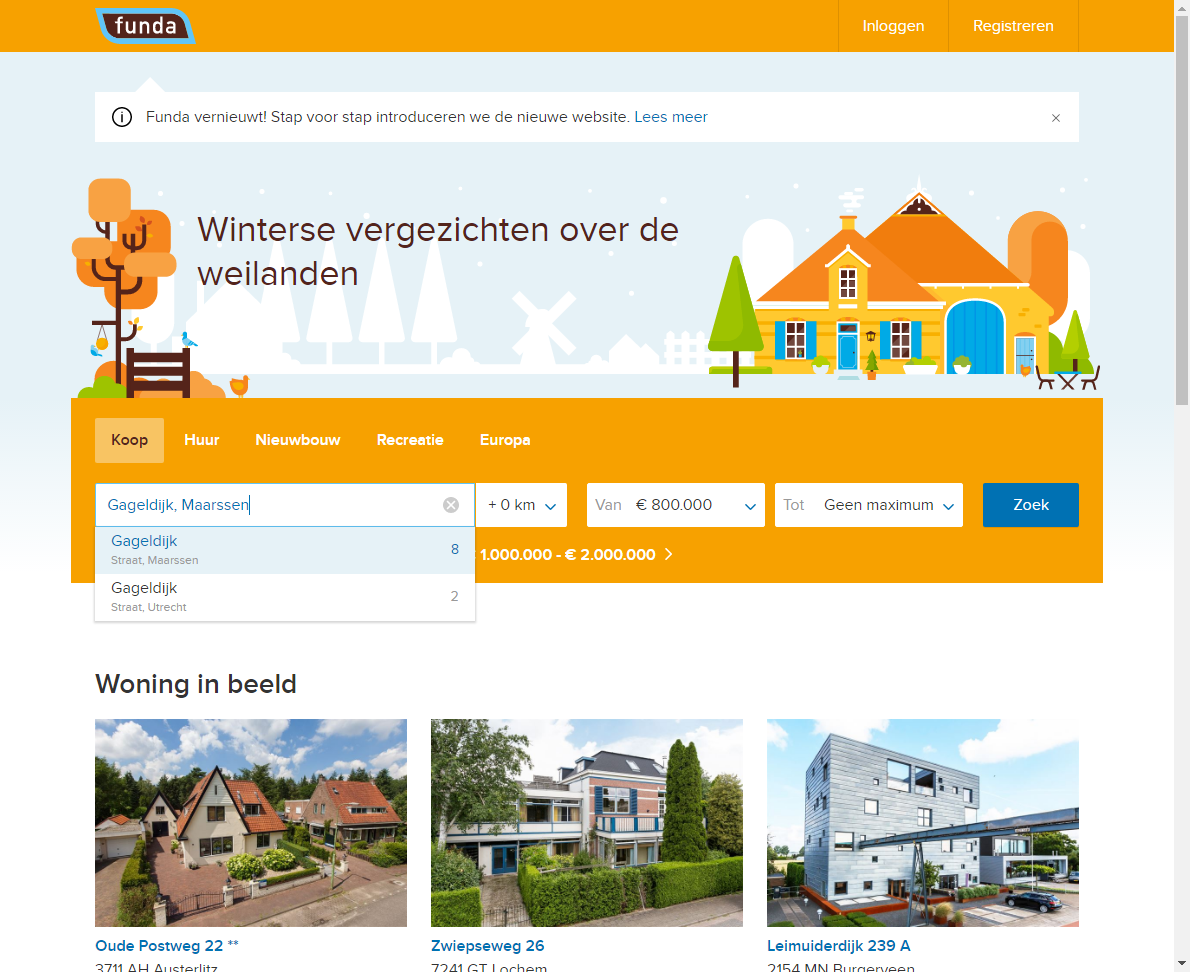 funda
Inloggen
Registreren
Funda vernieuwt! Stap voor stap introduceren we de nieuwe website. Lees meer
Winterse vergezichten over de
weilanden
Koop
Huur
Nieuwbouw
Recreatie
Europa
Gageldijk, Maarssen
+ 0 km
Van € 800.000
Tot Geen maximum
Zoek
Gageldijk
Straat, Maarssen
8
1.000.000 - € 2.000.000
Gageldijk
Straat, Utrecht
2
Woning in beeld
Oude Postweg 22 **
Zwiepseweg 26
Leimuiderdijk 239 A
3711 AH Austerlitz
7241 GT Lochem
2154 MN Burgerveen